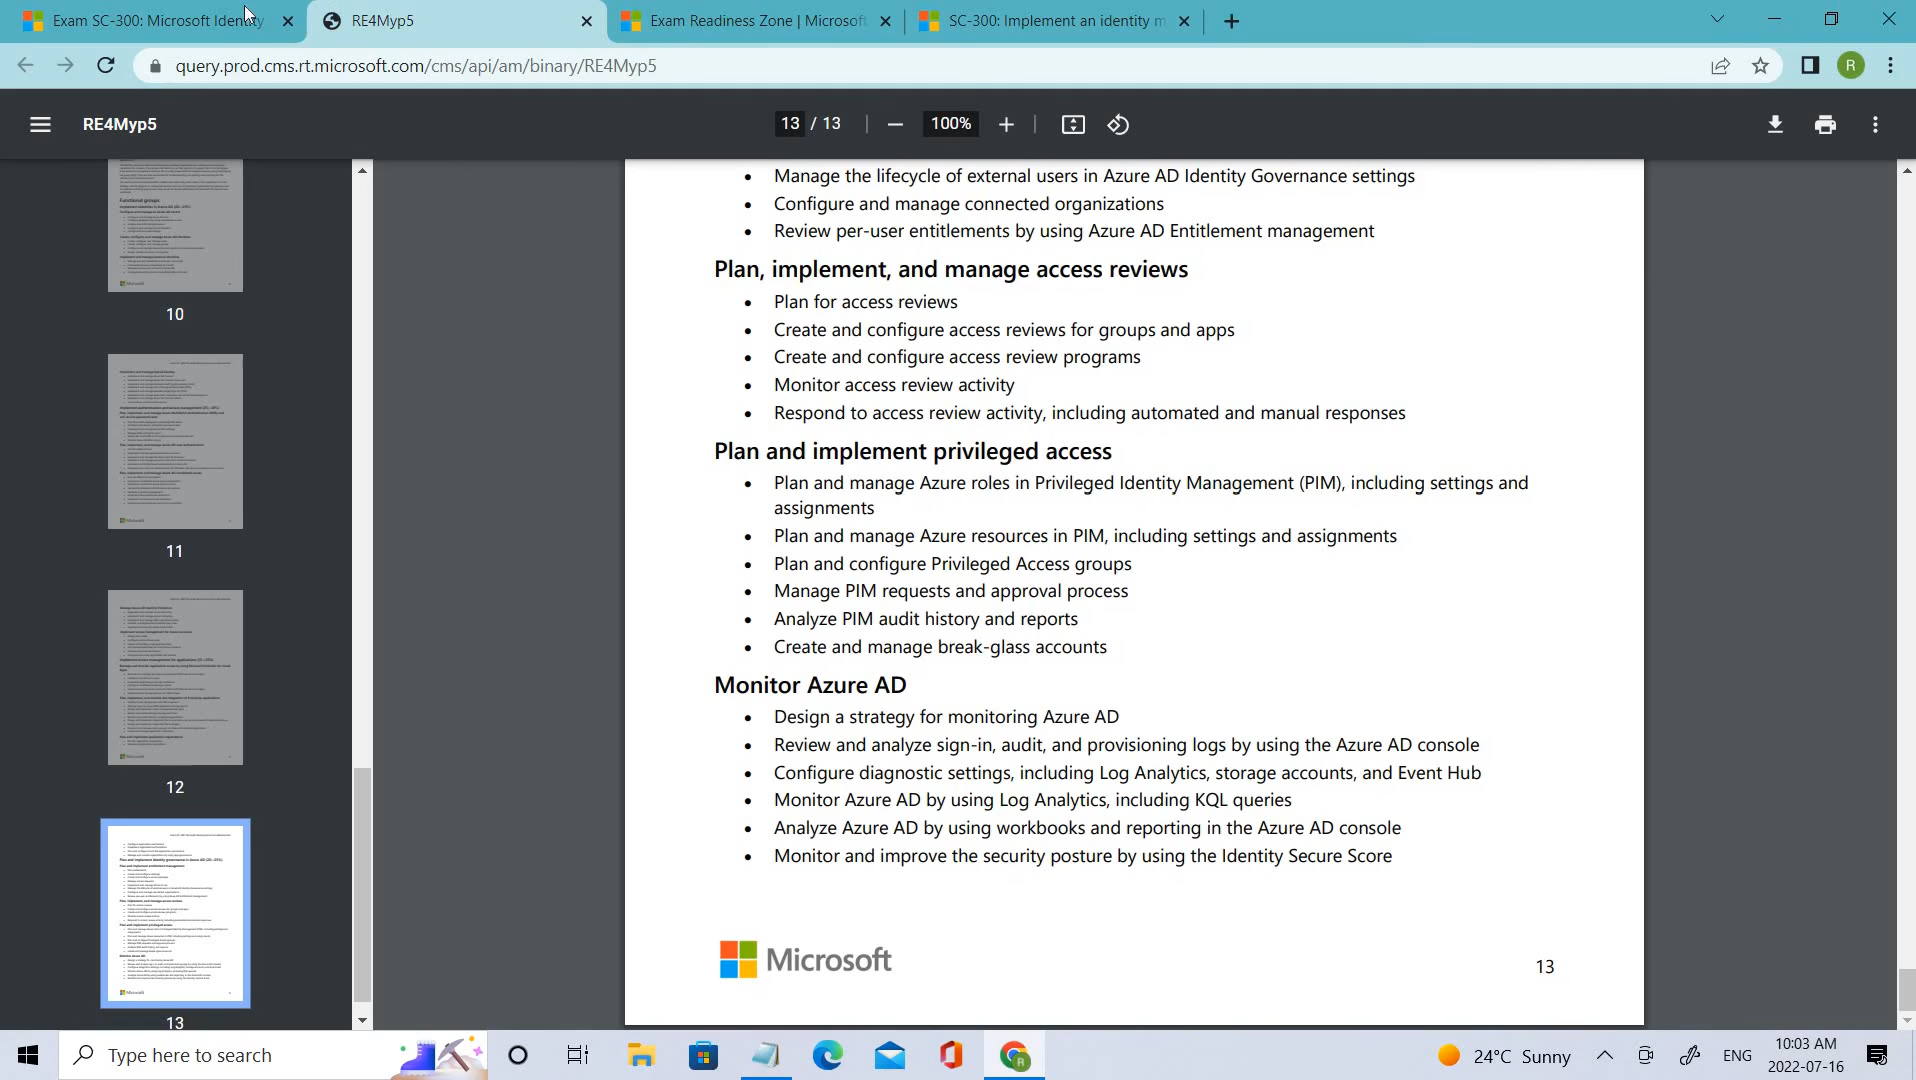 Exam SC-300: Microsoft Identity
RE4Myp5
Exam Readiness Zone | Microsoft
SC-300: Implement an identity m
query.prod.cms.rt.microsoft.com/cms/api/am/binary/RE4Myp5
R
RE4Myp5
13 / 13
100%
Manage the lifecycle of external users in Azure AD Identity Governance settings
Configure and manage connected organizations
Review per-user entitlements by using Azure AD Entitlement management
Plan, implement, and manage access reviews
Plan for access reviews
Create and configure access reviews for groups and apps
Create and configure access review programs
Monitor access review activity
Respond to access review activity, including automated and manual responses
Plan and implement privileged access
Plan and manage Azure roles in Privileged Identity Management (PIM), including settings and
assignments
Plan and manage Azure resources in PIM, including settings and assignments
Plan and configure Privileged Access groups
Manage PIM requests and approval process
Analyze PIM audit history and reports
Create and manage break-glass accounts
Monitor Azure AD
Design a strategy for monitoring Azure AD
Review and analyze sign-in, audit, and provisioning logs by using the Azure AD console
Configure diagnostic settings, including Log Analytics, storage accounts, and Event Hub
Monitor Azure AD by using Log Analytics, including KQL queries
Analyze Azure AD by using workbooks and reporting in the Azure AD console
Monitor and improve the security posture by using the Identity Secure Score
Microsoft
13
10
11
12
13
Type here to search
24°C Sunny
ENG
10:03 AM
2022-07-16